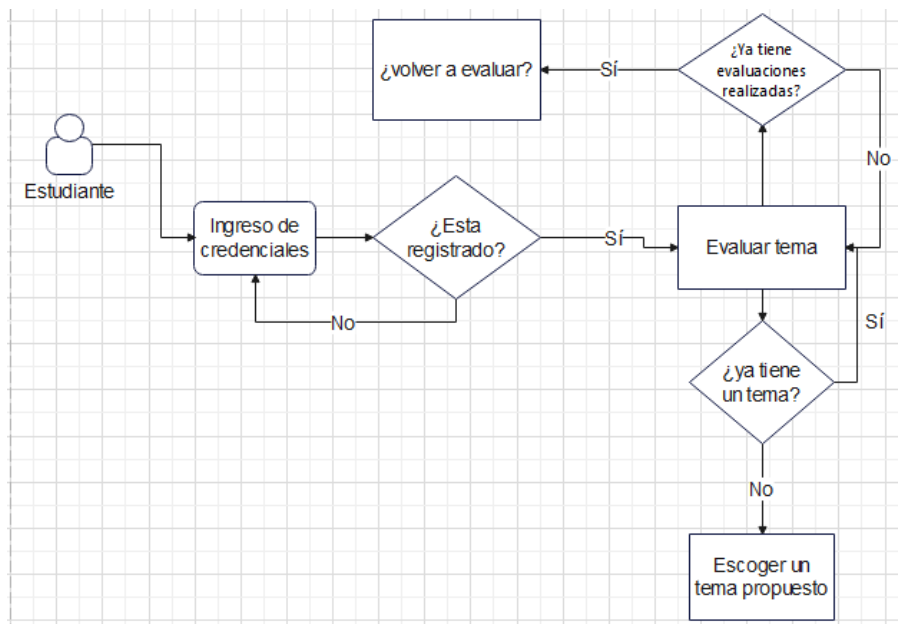 ¿Ya tiene
evaluaciones
realizadas?
¿volver a evaluar?
Sí
No
Estudiante
Ingreso de
credenciales
¿Esta
registrado?
Sí
Evaluar tema
No
Sí
¿ya tiene
un tema?
No
Escoger un
tema propuesto